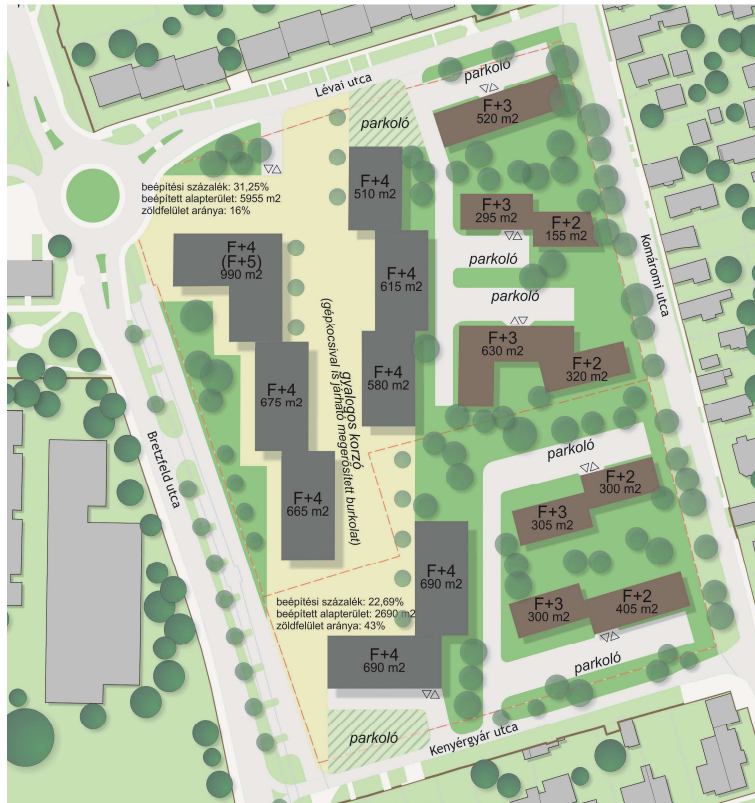 Lévai utca
parkoló
F+3
520 m2
parkoló
beépítési százalék: 31,25%
beépített alapterület: 5955 m2
zöldfelület aránya: 16%
F+4
510 m2
F+3
295 m2
F+2
155 m2
Komáromi utca
F+4
(F+5)
990 m2
F+4
615 m2
parkoló
parkoló
gyalogos korzó
(gépkocsival is járható megerősített burkolat)
F+3
630 m2
F+2
320 m2
F+4
580 m2
F+4
675 m2
Bretzfeld utca
parkoló
F+4
665 m2
F+2
300 m2
F+3
305 m2
F+4
690 m2
beépítési százalék: 22,69%
beépített alapterület: 2690 m2
zöldfelület aránya: 43%
F+3
300 m2
F+2
405 m2
F+4
690 m2
parkoló
parkoló
Kenyérgyár utca